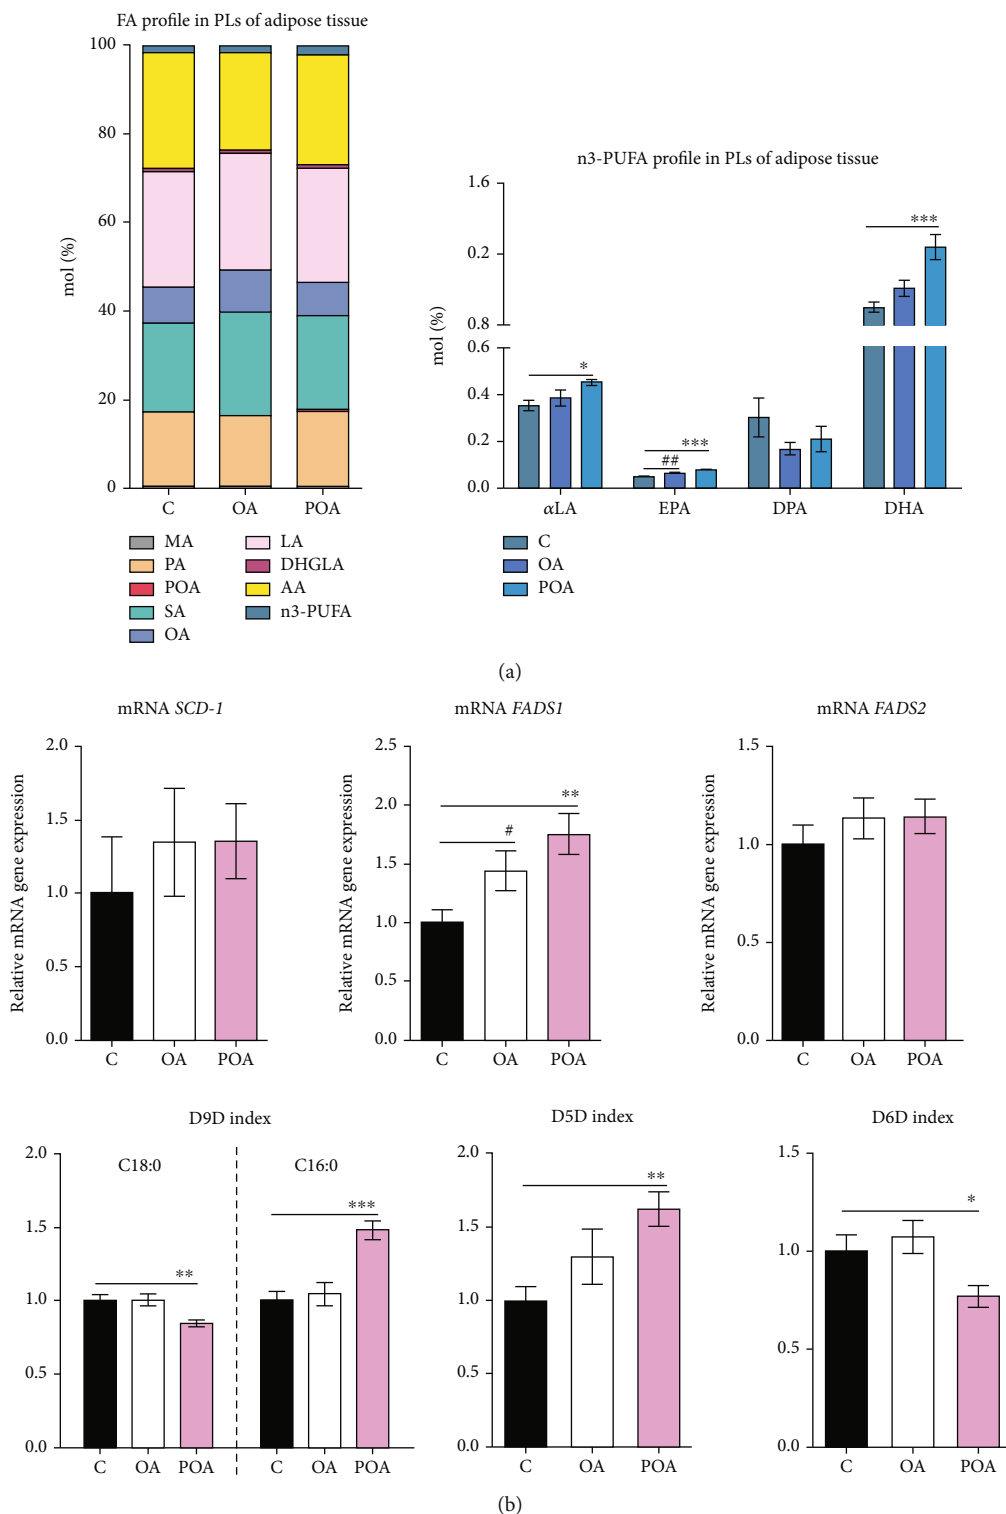 (a)
FA profile in PLs of adipose tissue
mol (%)
100
80
60
40
20
0
C OA POA
MA
PA
POA
SA
OA
LA
DHGLA
AA
n3-PUFA
n3-PUFA profile in PLs of adipose tissue
mol (%)
1.6
0.2
0.8
0.6
0.4
0.2
0.0
*
***
##
***
αLA EPA DPA DHA
C
OA
POA
mRNA SCD-1
Relative mRNA gene expression
2.0
1.5
1.0
0.5
0.0
C OA POA
mRNA FADS1
Relative mRNA gene expression
2.5
2.0
1.5
1.0
0.5
0.0
**
#
C OA POA
mRNA FADS2
Relative mRNA gene expression
1.5
1.0
0.5
0.0
C OA POA
D9D index
2.0
1.5
1.0
0.5
0.0
C18:0 C16:0
**
***
C OA POA C OA POA
D5D index
2.0
1.5
1.0
0.5
0.0
**
C OA POA
D6D index
1.5
1.0
0.5
0.0
*
C OA POA
(b)